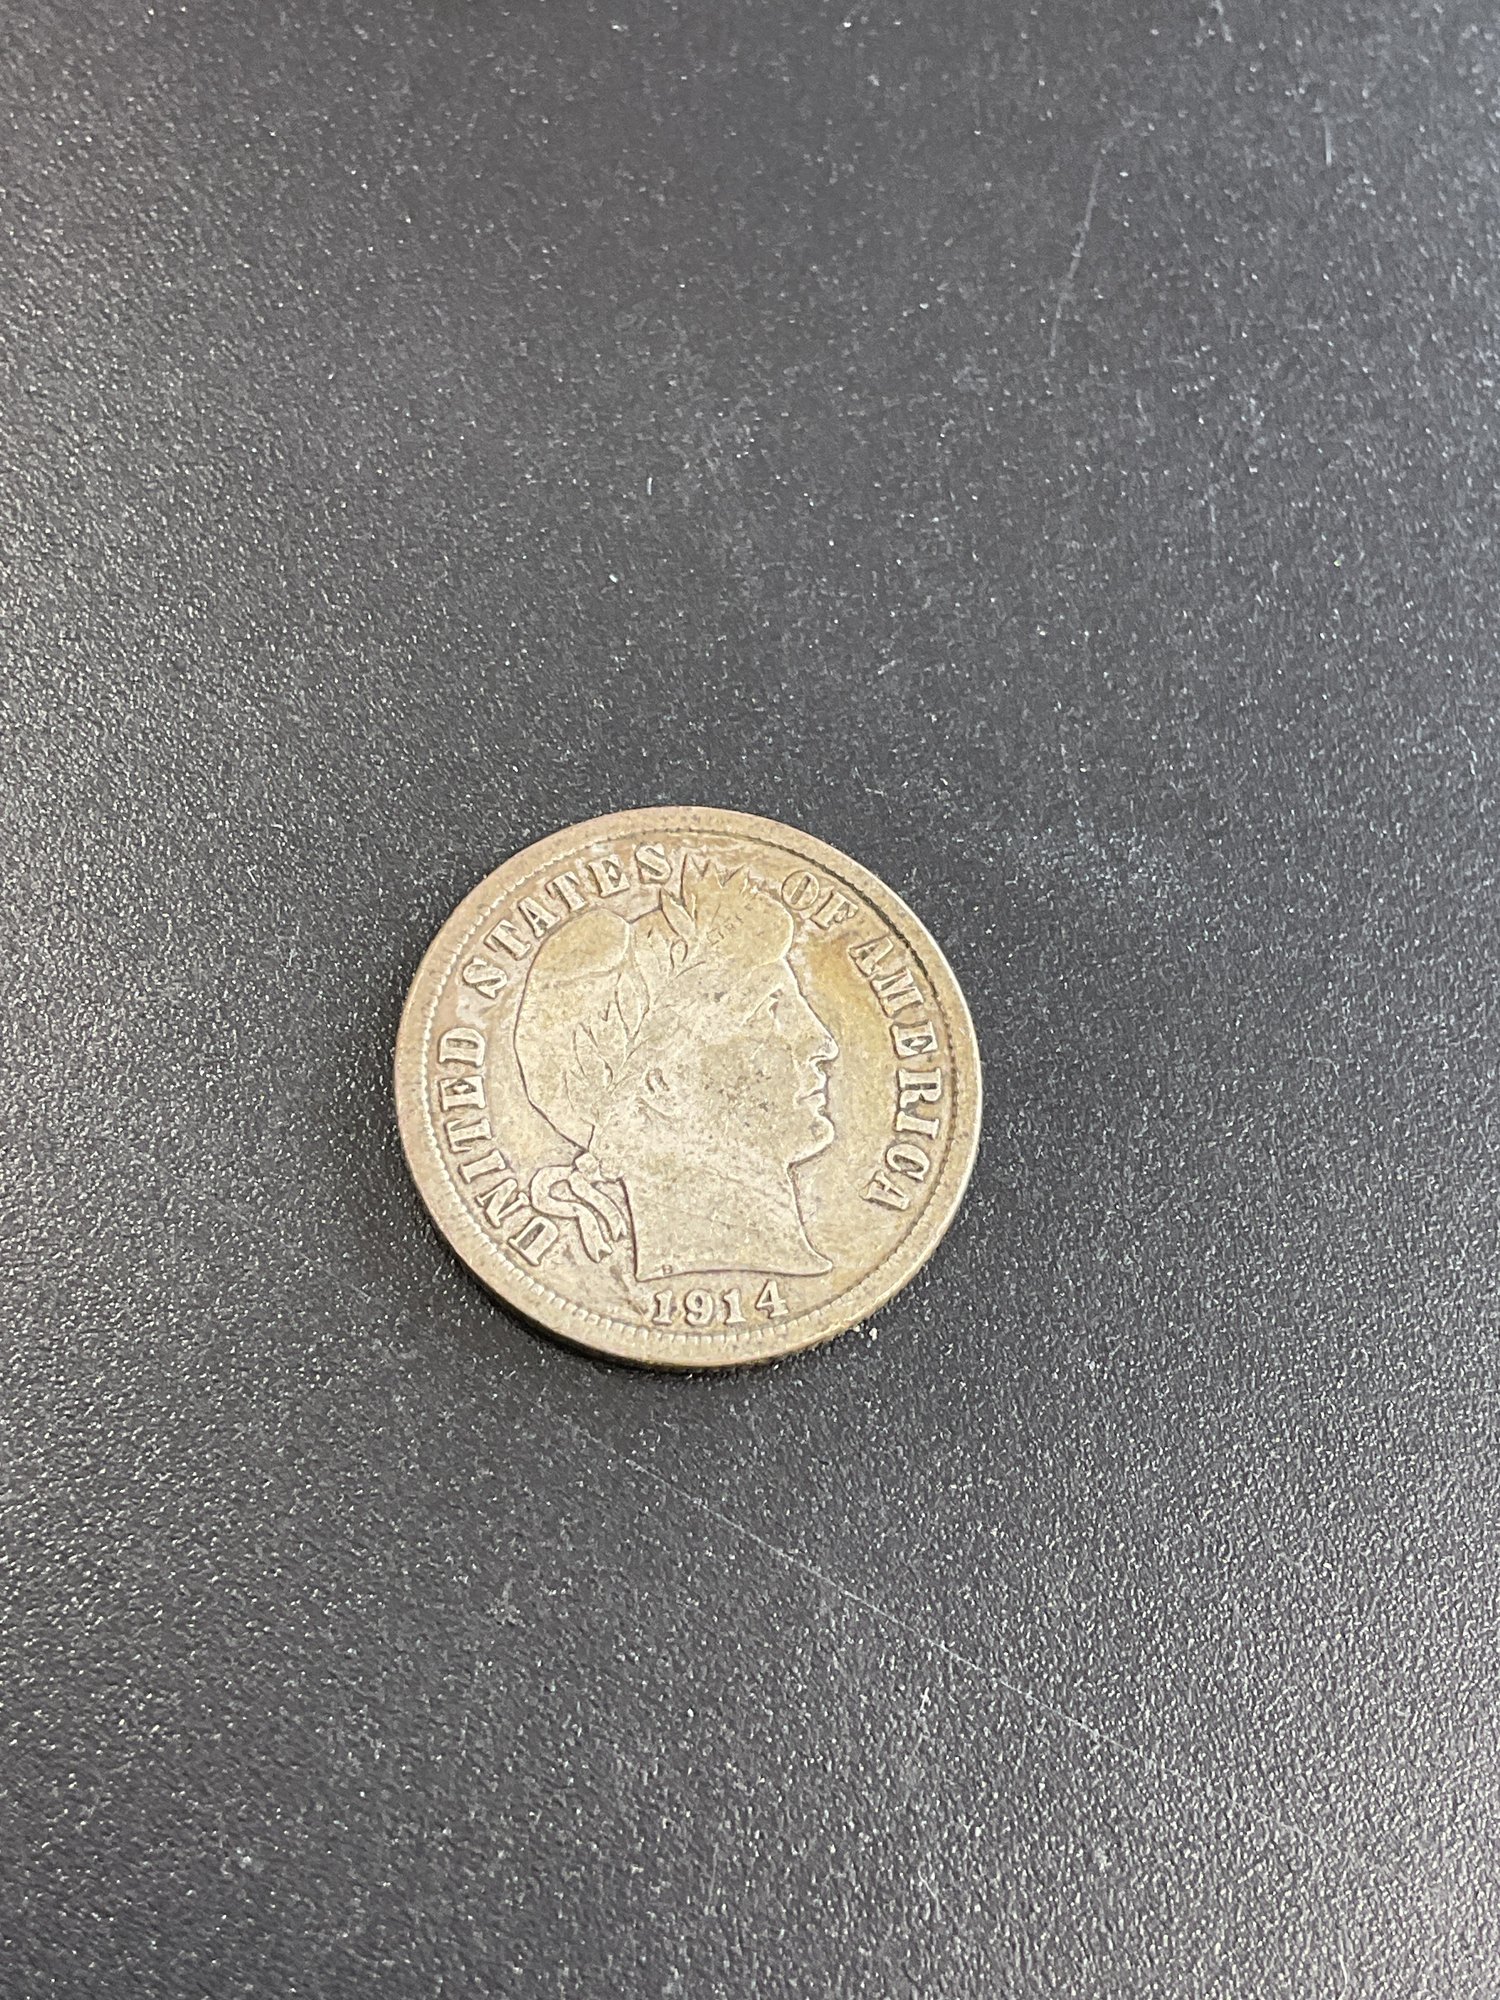 UNITED STATES OF AMERICA
B
1914